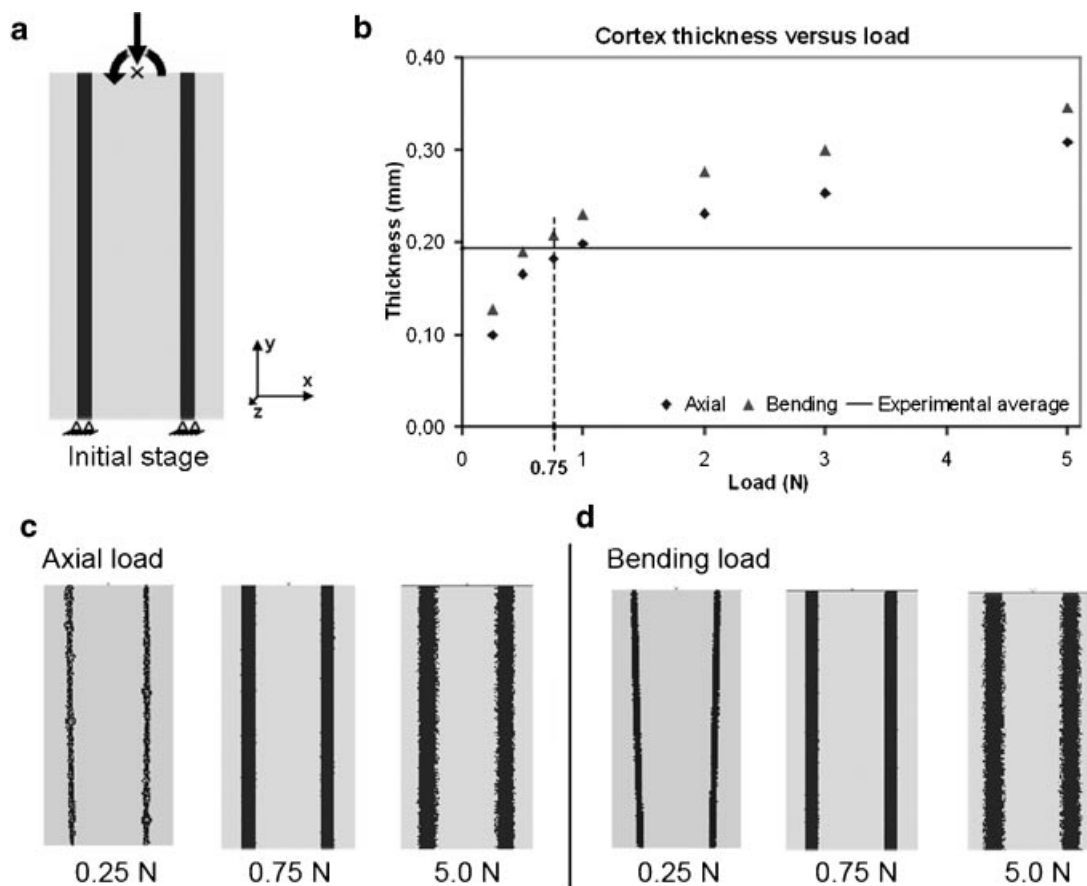 a
Initial stage
y
x
z
b
Cortex thickness versus load
Thickness (mm)
0,40
0,30
0,20
0,10
0,00
0
0.75
1
2
3
4
5
Axial
Bending
Experimental average
Load (N)
c
Axial load
0.25 N
0.75 N
5.0 N
d
Bending load
0.25 N
0.75 N
5.0 N